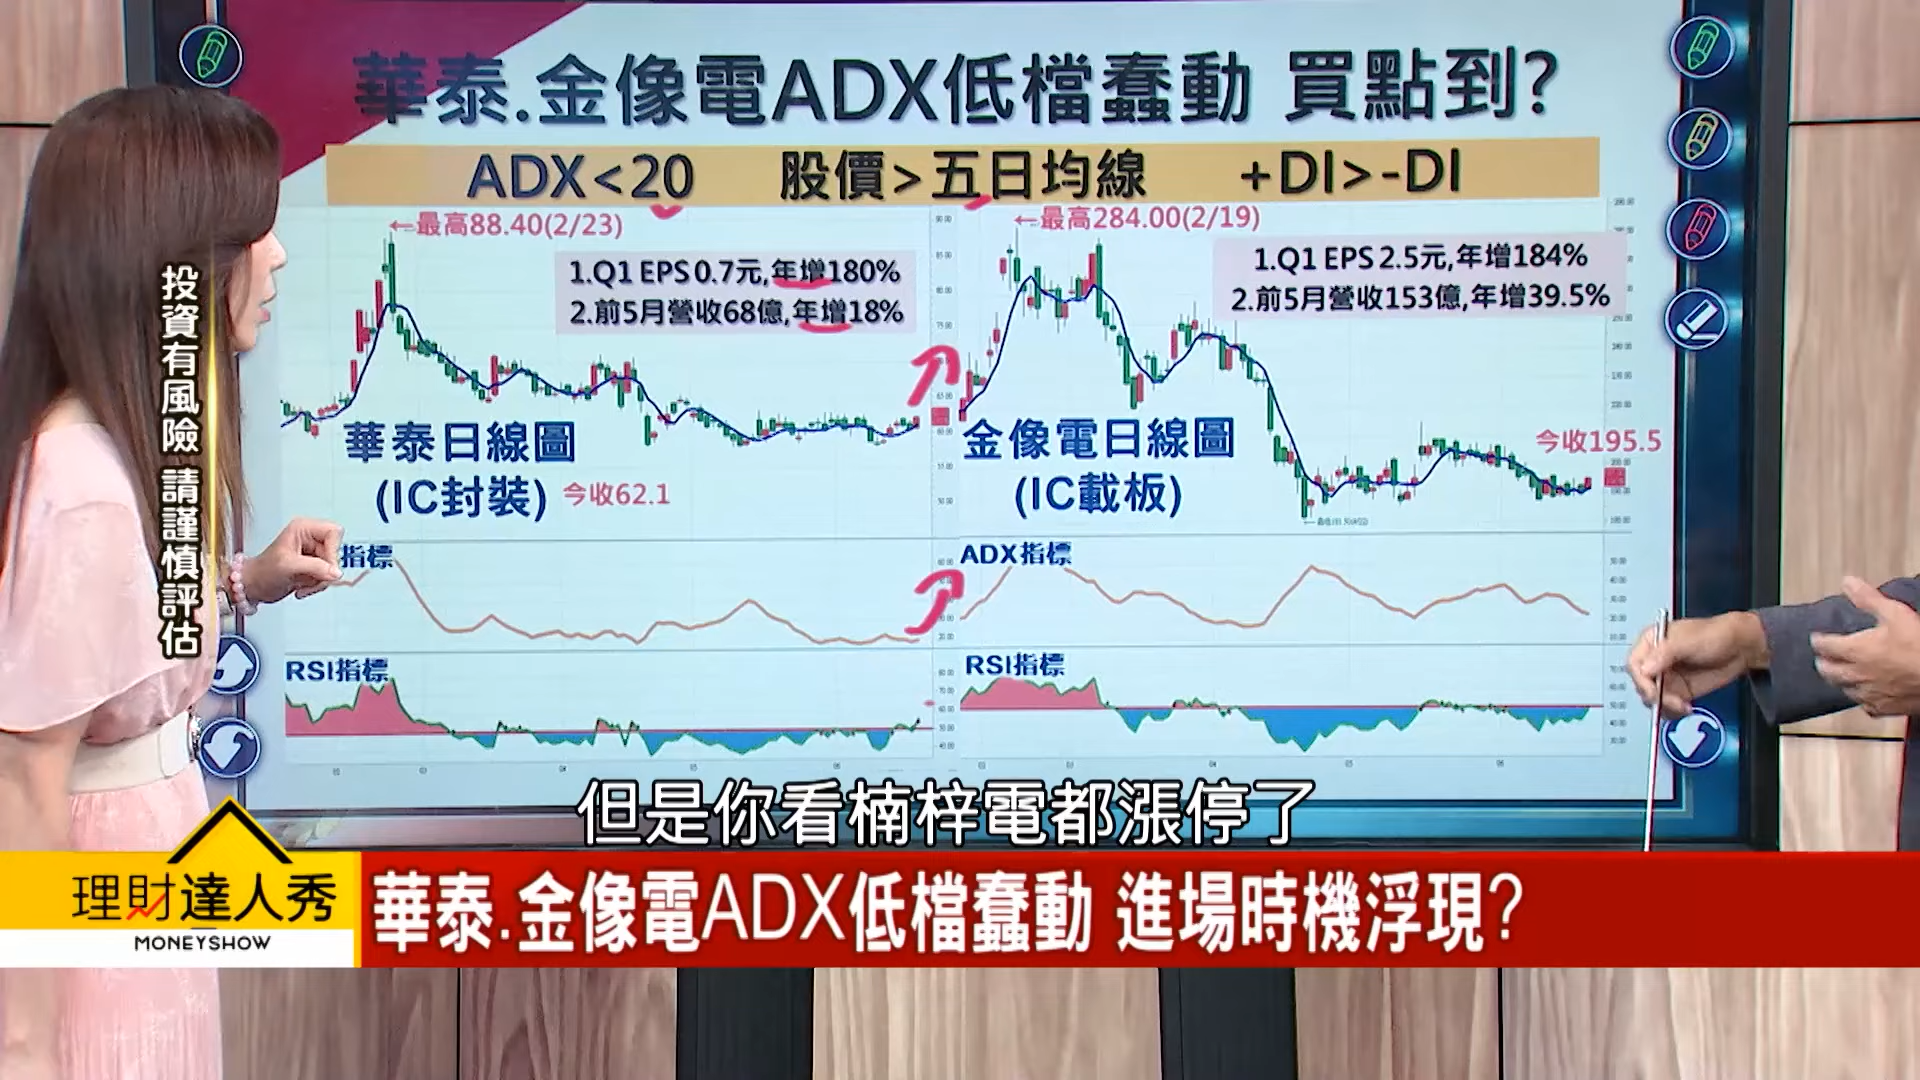 華泰.金像電ADX低檔蠢動 買點到?
ADX<20 股價>五日均線 +DI>-DI
←最高88.40(2/23)
1.Q1 EPS 0.7元,年增180%
2.前5月營收68億,年增18%
華泰日線圖
(IC封裝) 今收62.1
指標
RSI指標
←最高284.00(2/19)
1.Q1 EPS 2.5元,年增184%
2.前5月營收153億,年增39.5%
今收195.5
金像電日線圖
(IC載板)
ADX指標
RSI指標
投資有風險 請謹慎評估
但是你看楠梓電都漲停了
理財達人秀
MONEYSHOW
華泰.金像電ADX低檔蠢動 進場時機浮現?